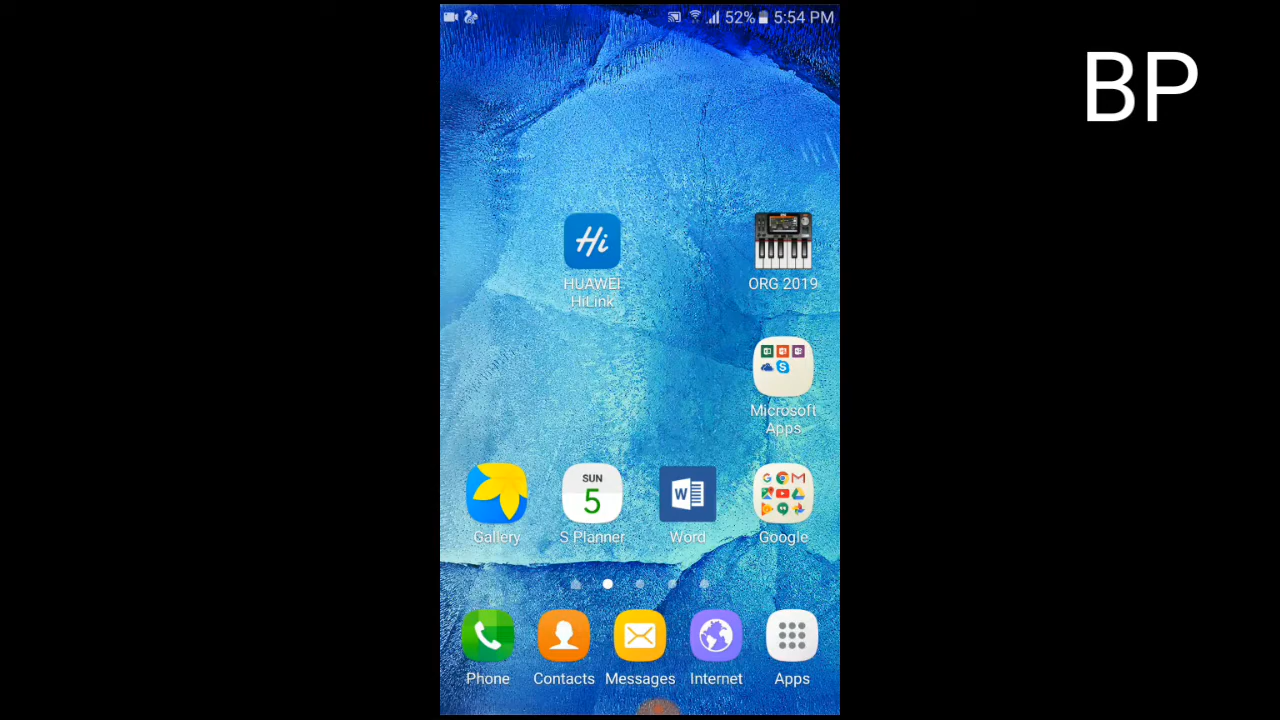 52% 5:54 PM
BP
Hi
HUAWEI
HiLink
ORG 2019
Microsoft
Apps
SUN
5
W
Gallery
S Planner
Word
Google
Phone
Contacts
Messages
Internet
Apps